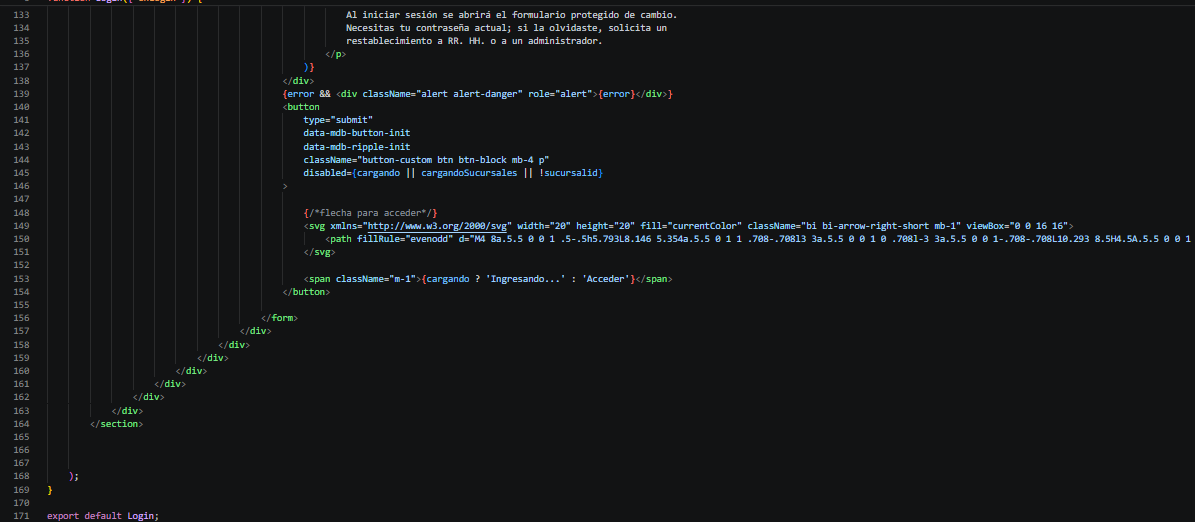 function Login({ onLogin }) {
133 Al iniciar sesión se abrirá el formulario protegido de cambio.
134 Necesitas tu contraseña actual; si la olvidaste, solicita un
135 restablecimiento a RR. HH. o a un administrador.
136 </p>
137 )}
138 </div>
139 {error && <div className="alert alert-danger" role="alert">{error}</div>}
140 <button
141 type="submit"
142 data-mdb-button-init
143 data-mdb-ripple-init
144 className="button-custom btn btn-block mb-4 p"
145 disabled={cargando || cargandoSucursales || !sucursalid}
146 >
147
148 {/*flecha para acceder*/}
149 <svg xmlns="http://www.w3.org/2000/svg" width="20" height="20" fill="currentColor" className="bi bi-arrow-right-short mb-1" viewBox="0 0 16 16">
150 <path fillRule="evenodd" d="M4 8a.5.5 0 0 1 .5-.5h5.793L8.146 5.354a.5.5 0 1 1 .708-.708l3 3a.5.5 0 0 1 0 .708l-3 3a.5.5 0 0 1-.708-.708L10.293 8.5H4.5A.5.5 0 0 1
151 </svg>
152
153 <span className="m-1">{cargando ? 'Ingresando...' : 'Acceder'}</span>
154 </button>
155
156 </form>
157 </div>
158 </div>
159 </div>
160 </div>
161 </div>
162 </div>
163 </div>
164 </section>
165
166
167
168 );
169 }
170
171 export default Login;